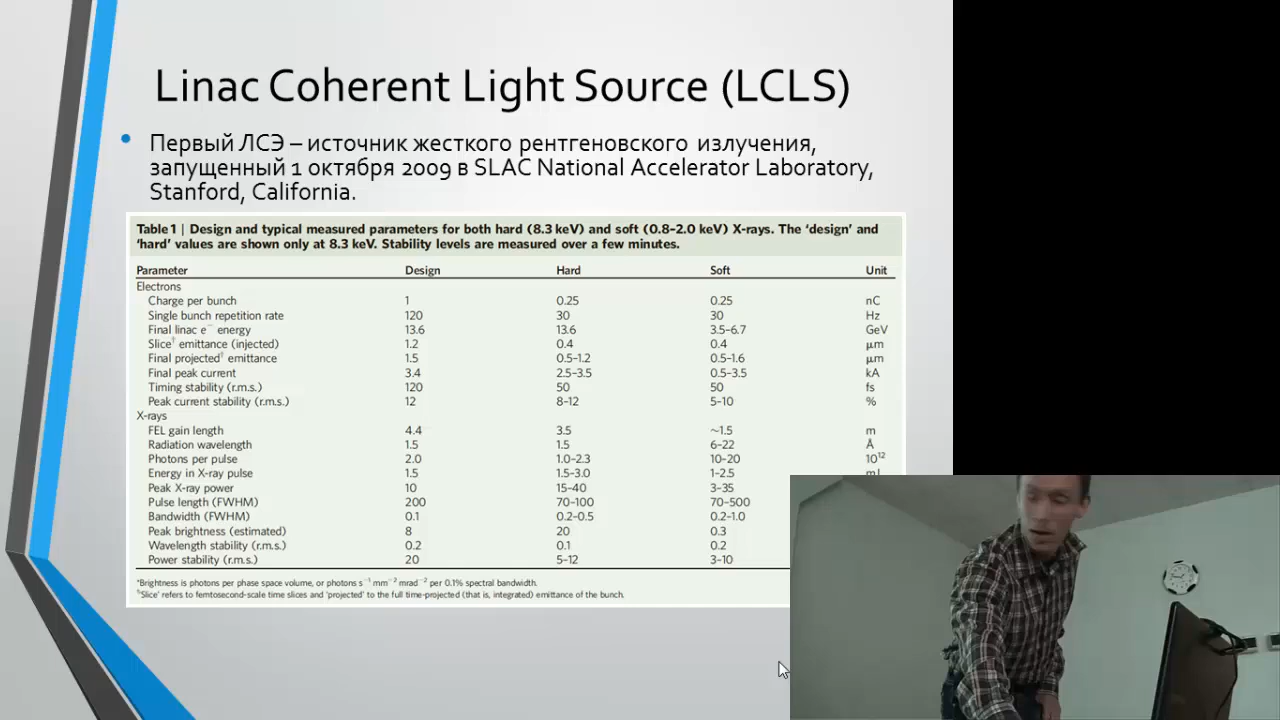 Linac Coherent Light Source (LCLS)
• Первый ЛСЭ – источник жесткого рентгеновского излучения,
запущенный 1 октября 2009 в SLAC National Accelerator Laboratory,
Stanford, California.
Table 1 | Design and typical measured parameters for both hard (8.3 keV) and soft (0.8–2.0 keV) X-rays. The ‘design’ and
‘hard’ values are shown only at 8.3 keV. Stability levels are measured over a few minutes.
Parameter Design Hard Soft Unit
Electrons
Charge per bunch 1 0.25 0.25 nC
Single bunch repetition rate 120 30 30 Hz
Final linac e⁻ energy 13.6 13.6 3.5–6.7 GeV
Slice† emittance (injected) 1.2 0.4 0.4 μm
Final projected† emittance 1.5 0.5–1.2 0.5–1.6 μm
Final peak current 3.4 2.5–3.5 0.5–3.5 kA
Timing stability (r.m.s.) 120 50 50 fs
Peak current stability (r.m.s.) 12 8–12 5–10 %
X-rays
FEL gain length 4.4 3.5 ~1.5 m
Radiation wavelength 1.5 1.5 6–22 Å
Photons per pulse 2.0 1.0–2.3 10–20 10¹²
Energy in X-ray pulse 1.5 1.5–3.0 1–2.5 mJ
Peak X-ray power 10 15–40 3–35
Pulse length (FWHM) 200 70–100 70–500
Bandwidth (FWHM) 0.1 0.2–0.5 0.2–1.0
Peak brightness (estimated) 8 20 0.3
Wavelength stability (r.m.s.) 0.2 0.1 0.2
Power stability (r.m.s.) 20 5–12 3–10
*Brightness is photons per phase space volume, or photons s⁻¹ mm⁻² mrad⁻² per 0.1% spectral bandwidth.
†‘Slice’ refers to femtosecond-scale time slices and ‘projected’ to the full time-projected (that is, integrated) emittance of the bunch.